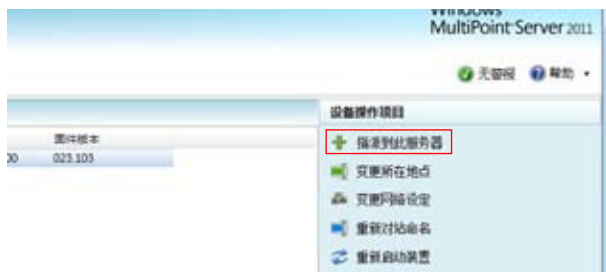 Windows
MultiPoint Server 2011
无警报 帮助
设备操作项目
固件版本
指派到此服务器
00 023.103
变更所在地点
变更网络设定
重新对站命名
重新启动装置